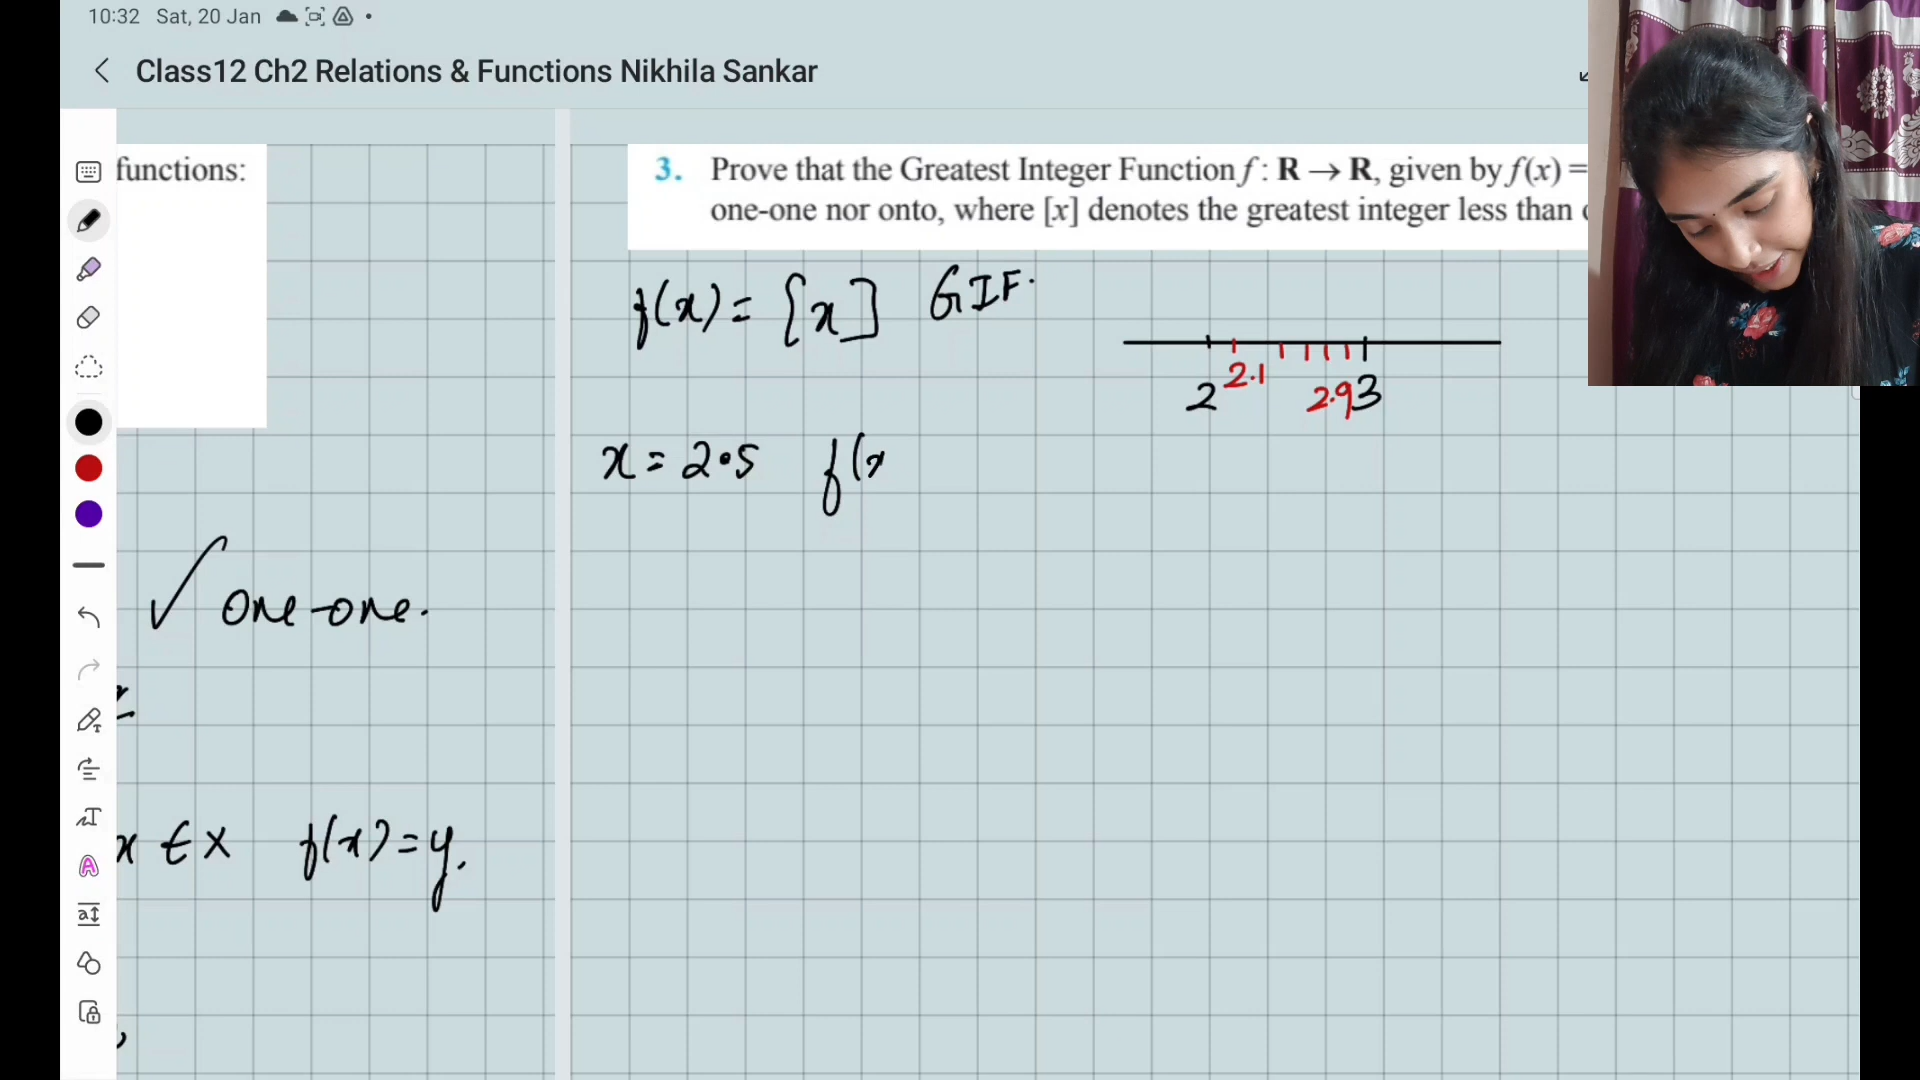 10:32 Sat, 20 Jan
Class12 Ch2 Relations & Functions Nikhila Sankar
functions:
one-one.
x ∈ X f(x) = y.
3. Prove that the Greatest Integer Function f : R → R, given by f(x) =
one-one nor onto, where [x] denotes the greatest integer less than
f(x) = [x] GIF.
2 2.1 2.9 3
x = 2.5 f(x